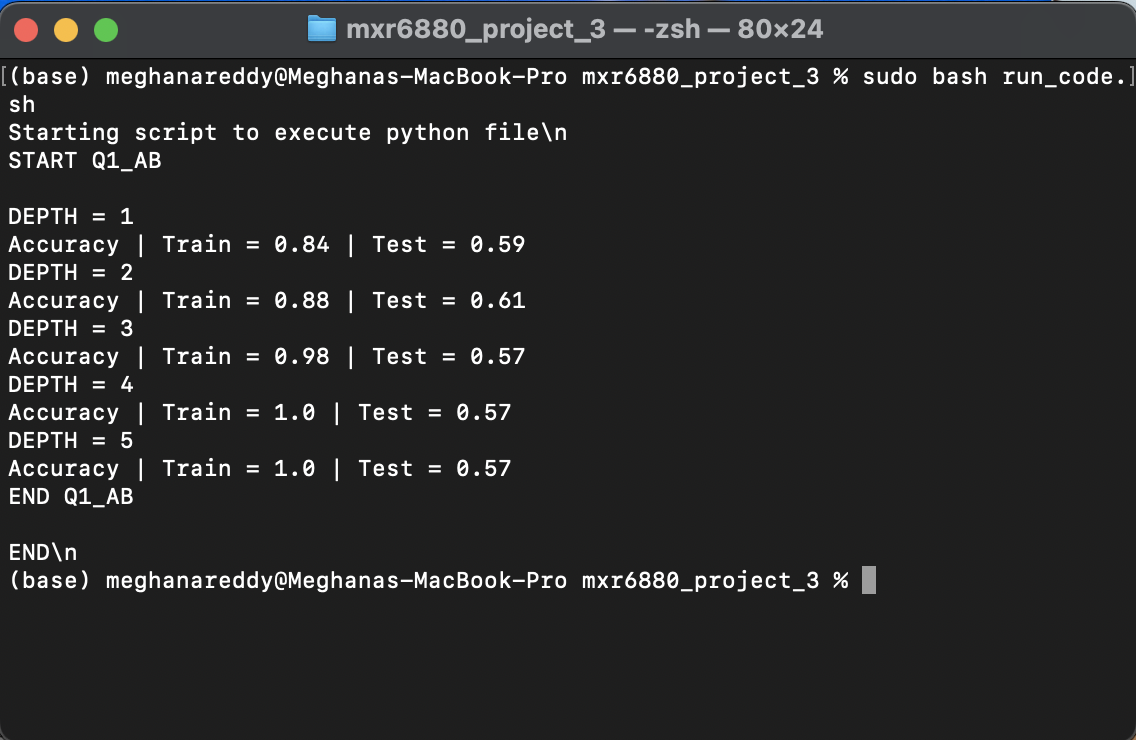 mxr6880_project_3 — -zsh — 80×24
[(base) meghanareddy@Meghanas-MacBook-Pro mxr6880_project_3 % sudo bash run_code.]
sh
Starting script to execute python file\n
START Q1_AB
DEPTH = 1
Accuracy | Train = 0.84 | Test = 0.59
DEPTH = 2
Accuracy | Train = 0.88 | Test = 0.61
DEPTH = 3
Accuracy | Train = 0.98 | Test = 0.57
DEPTH = 4
Accuracy | Train = 1.0 | Test = 0.57
DEPTH = 5
Accuracy | Train = 1.0 | Test = 0.57
END Q1_AB
END\n
(base) meghanareddy@Meghanas-MacBook-Pro mxr6880_project_3 %